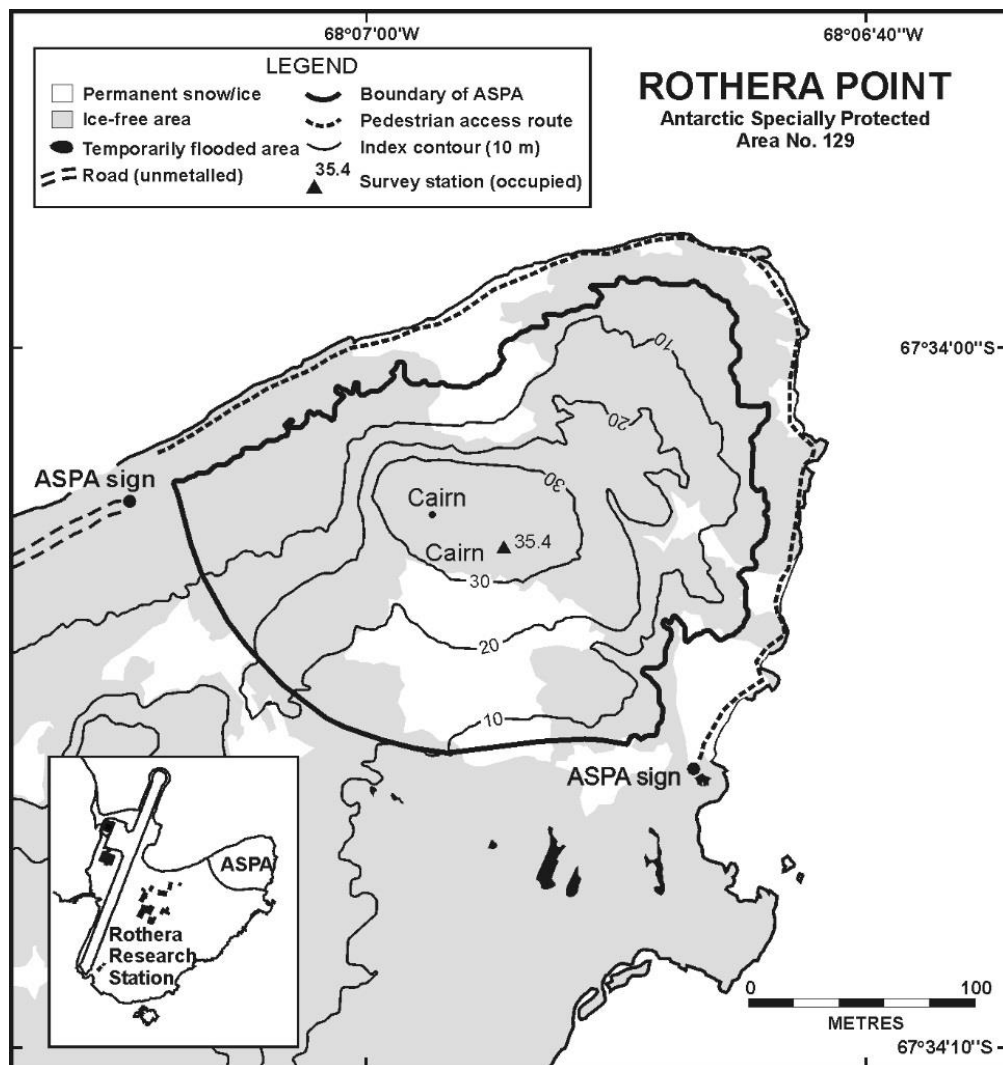 68°07'00"W
68°06'40"W
LEGEND
Permanent snow/ice
Ice-free area
Temporarily flooded area
Road (unmetalled)
Boundary of ASPA
Pedestrian access route
Index contour (10 m)
35.4
Survey station (occupied)
ROTHERA POINT
Antarctic Specially Protected
Area No. 129
67°34'00"S
10
20
30
ASPA sign
Cairn
Cairn
35.4
30
20
10
ASPA sign
ASPA
Rothera
Research
Station
0
100
METRES
67°34'10"S